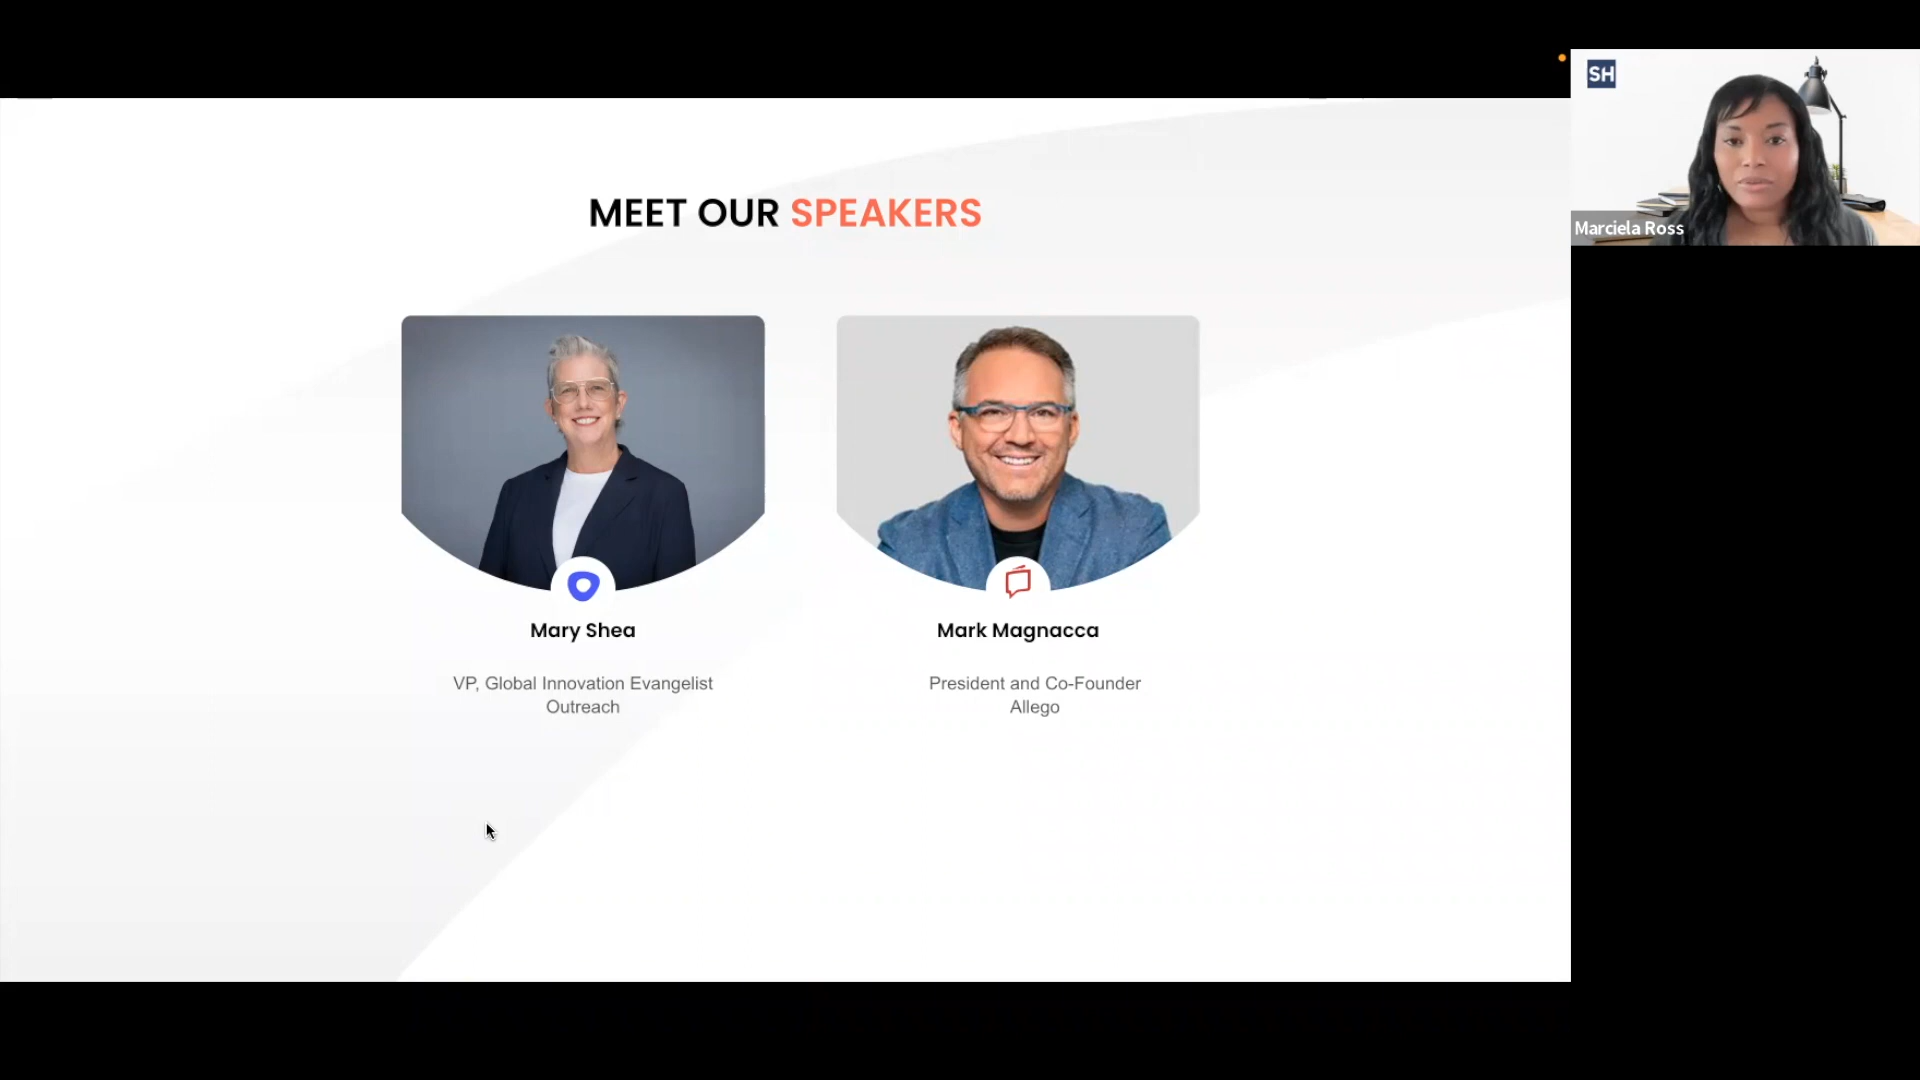 MEET OUR SPEAKERS
SH
Marciela Ross
Mary Shea
VP, Global Innovation Evangelist
Outreach
Mark Magnacca
President and Co-Founder
Allego